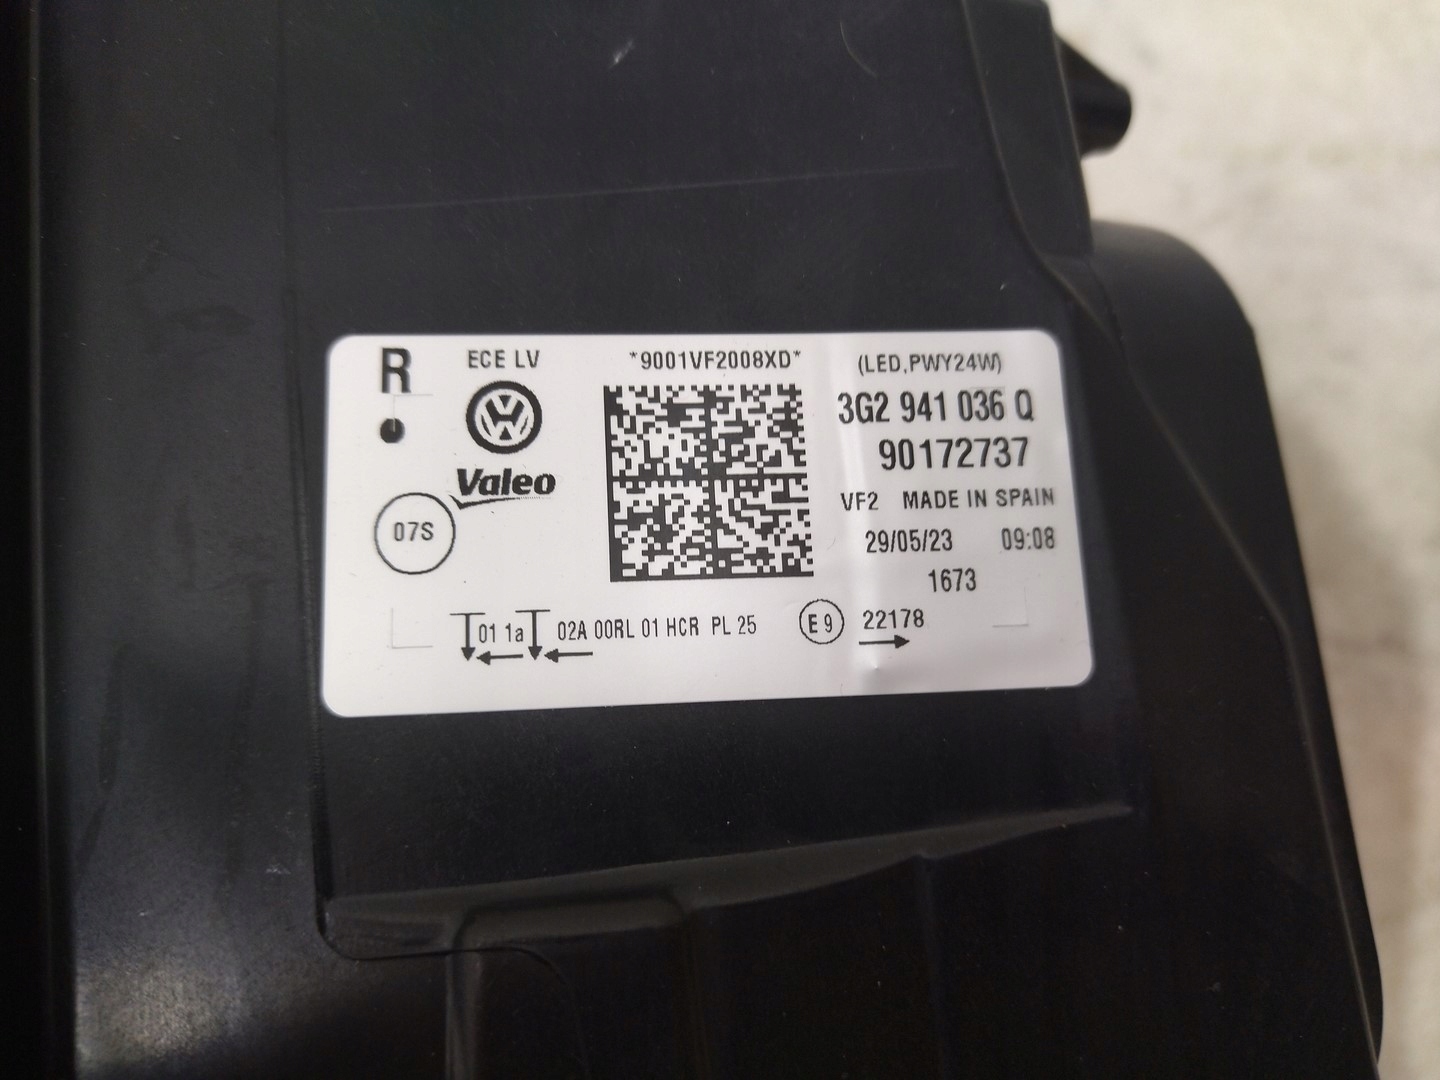 R
ECE LV
*9001VF2008XD*
(LED,PWY24W)
3G2 941 036 Q
90172737
Valeo
VF2 MADE IN SPAIN
07S
29/05/23 09:08
1673
01 1a 02A 00RL 01 HCR PL 25
E9 22178